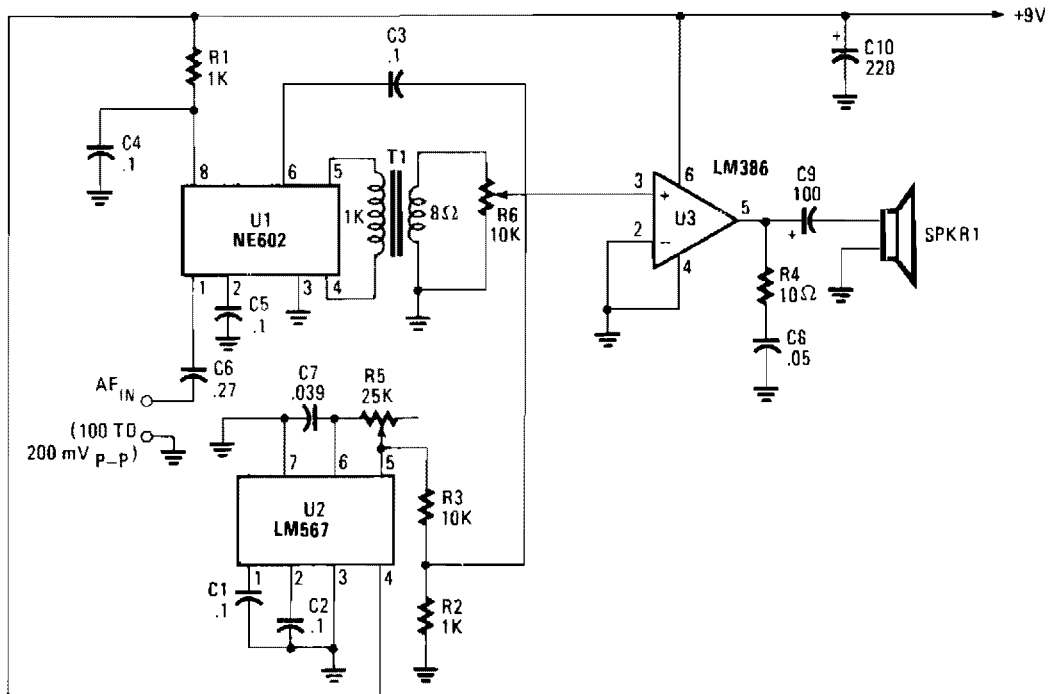 +9V
R1
1K
C3
.1
+
C10
220
C4
.1
8
6
5
T1
1K
8Ω
R6
10K
U1
NE602
1
2
3
4
C5
.1
LM386
3
+
6
U3
2
−
4
5
C9
100
+
SPKR1
R4
10Ω
C8
.05
C6
.27
AF IN
(100 TO
200 mV P–P)
C7
.039
R5
25K
7
6
5
U2
LM567
R3
10K
1
2
3
4
C1
.1
C2
.1
R2
1K